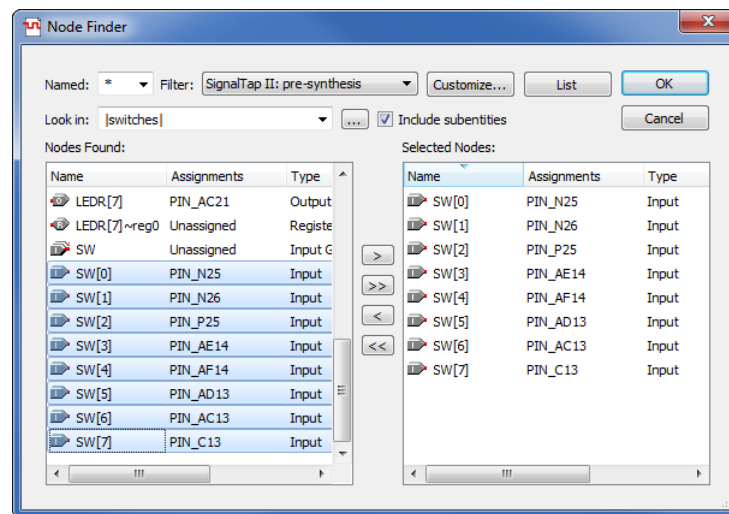 Node Finder
Named: * Filter: SignalTap II: pre-synthesis Customize... List OK
Look in: |switches| ... Include subentities Cancel
Nodes Found: Selected Nodes:
Name Assignments Type Name Assignments Type
LEDR[7] PIN_AC21 Output SW[0] PIN_N25 Input
LEDR[7]~reg0 Unassigned Registe SW[1] PIN_N26 Input
SW Unassigned Input G SW[2] PIN_P25 Input
>
SW[0] PIN_N25 Input SW[3] PIN_AE14 Input
>>
SW[1] PIN_N26 Input SW[4] PIN_AF14 Input
SW[2] PIN_P25 Input SW[5] PIN_AD13 Input
<
SW[3] PIN_AE14 Input SW[6] PIN_AC13 Input
<<
SW[4] PIN_AF14 Input SW[7] PIN_C13 Input
SW[5] PIN_AD13 Input
SW[6] PIN_AC13 Input
SW[7] PIN_C13 Input